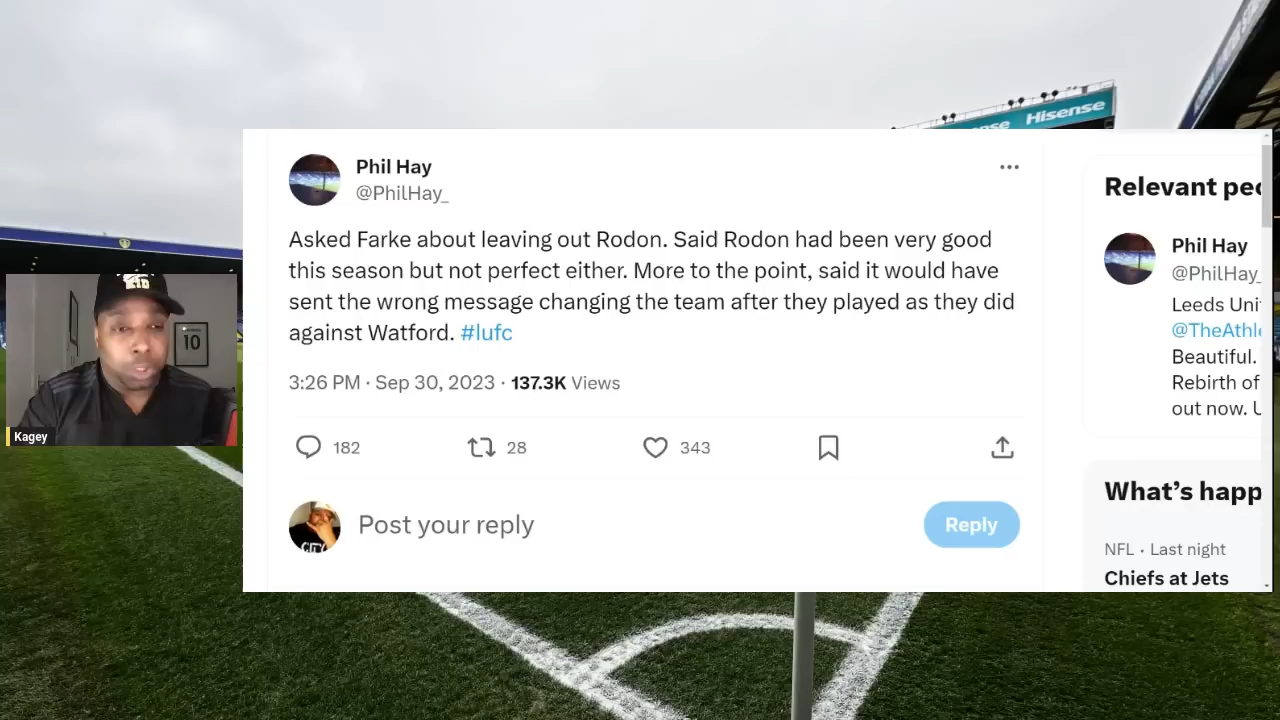 Hisense
Phil Hay
@PhilHay_
Asked Farke about leaving out Rodon. Said Rodon had been very good
this season but not perfect either. More to the point, said it would have
sent the wrong message changing the team after they played as they did
against Watford. #lufc
3:26 PM · Sep 30, 2023 · 137.3K Views
182
28
343
Post your reply
Reply
Relevant peo
Phil Hay
@PhilHay_
Leeds Uni
@TheAthle
Beautiful.
Rebirth of
out now. U
What's happ
NFL · Last night
Chiefs at Jets
10
Kagey